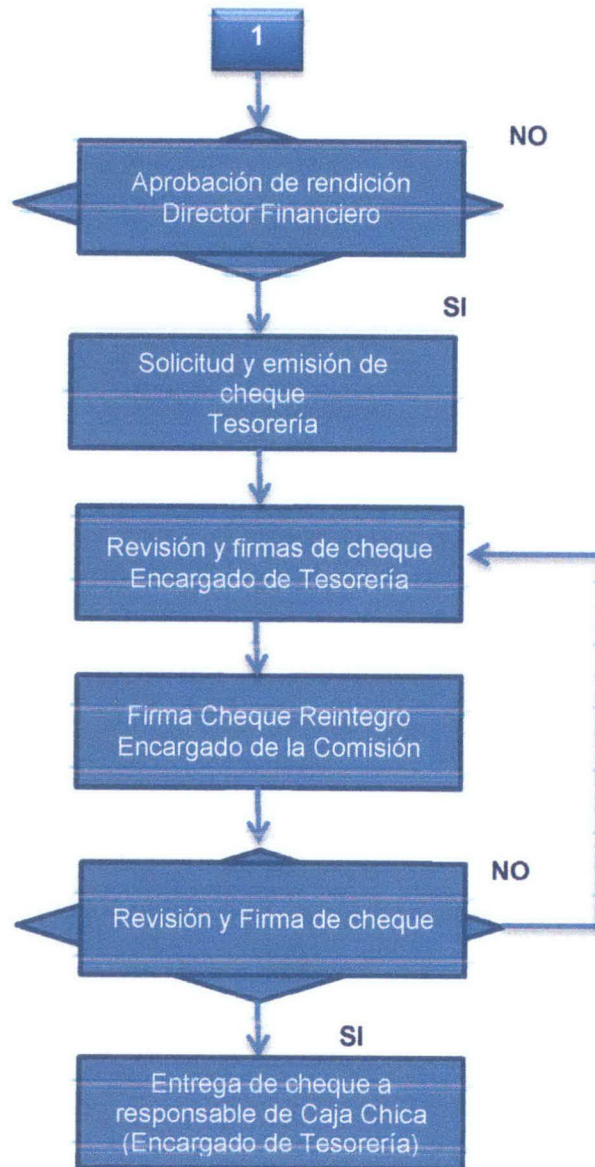 1
NO
Aprobación de rendición
Director Financiero
SI
Solicitud y emisión de
cheque
Tesorería
Revisión y firmas de cheque
Encargado de Tesorería
Firma Cheque Reintegro
Encargado de la Comisión
NO
Revisión y Firma de cheque
SI
Entrega de cheque a
responsable de Caja Chica
(Encargado de Tesorería)